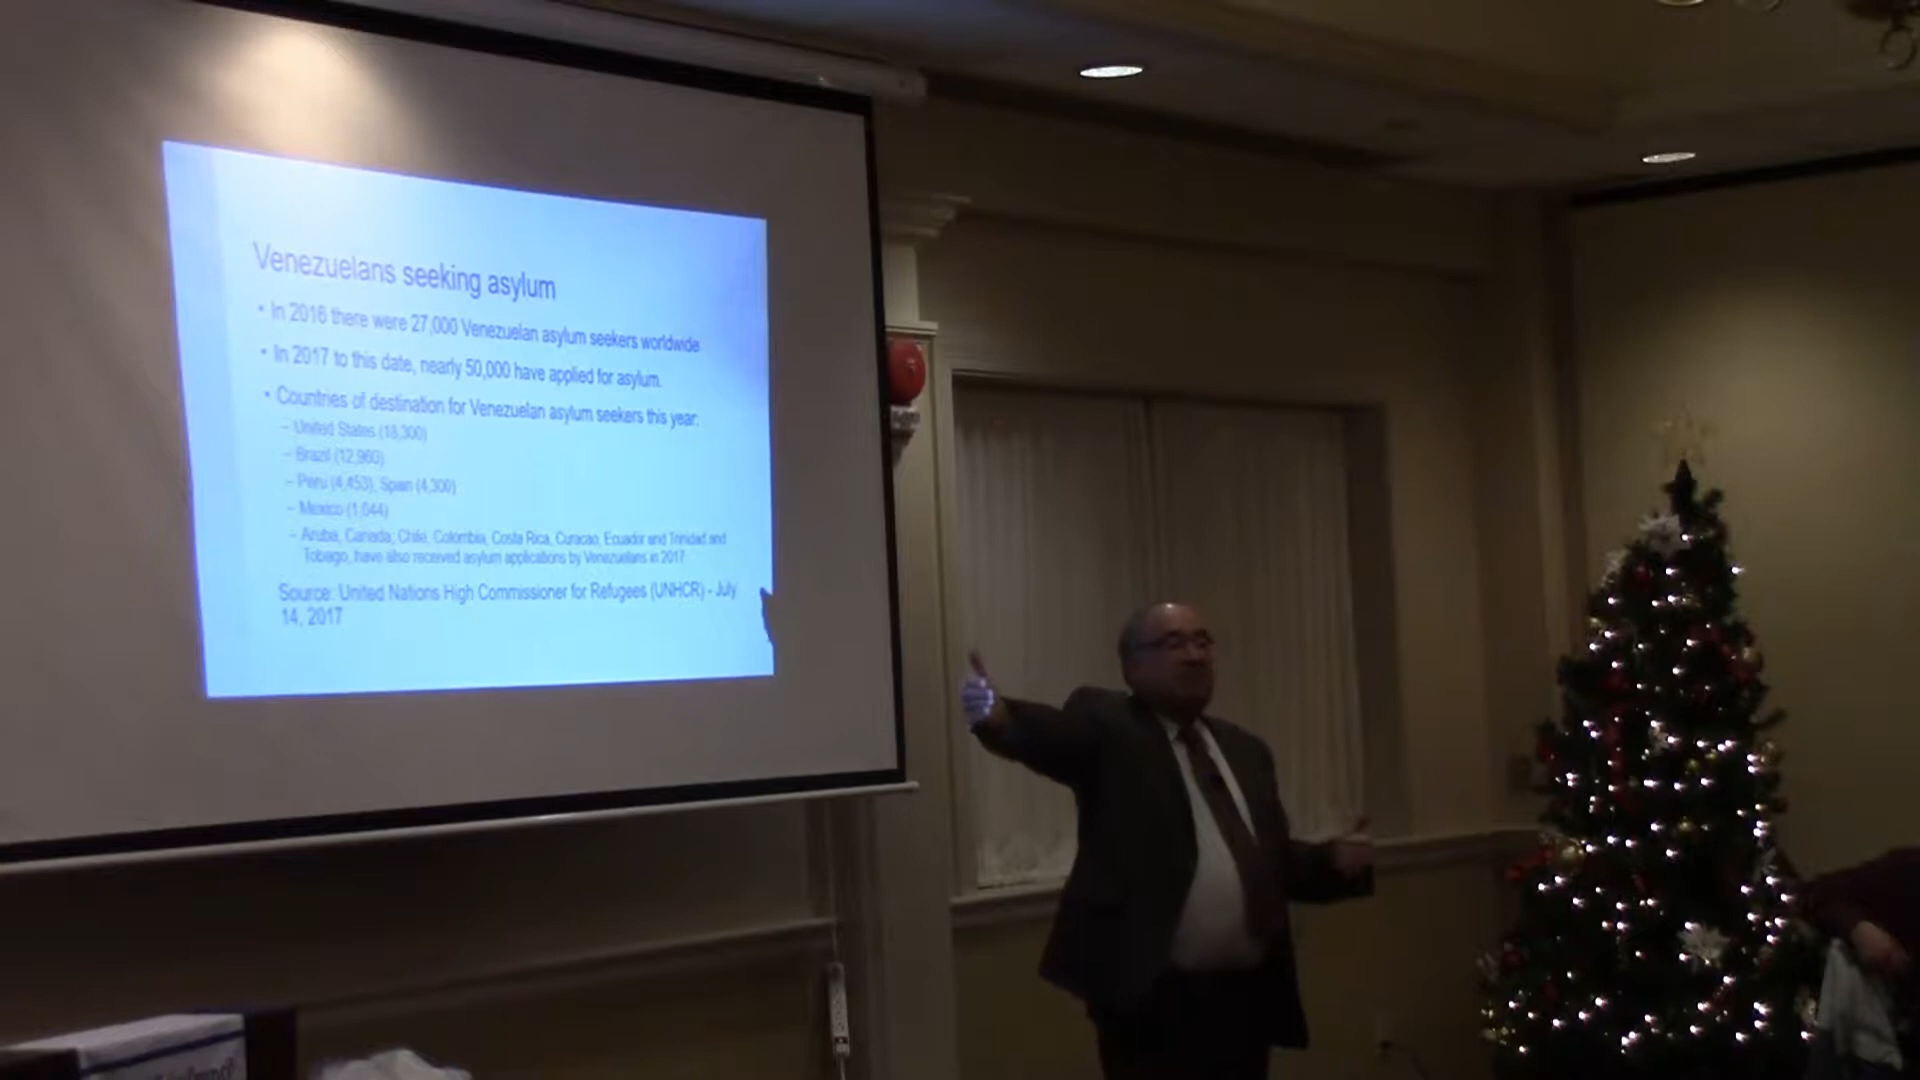 Venezuelans seeking asylum
• In 2016 there were 27,000 Venezuelan asylum seekers worldwide
• In 2017 to this date, nearly 50,000 have applied for asylum.
• Countries of destination for Venezuelan asylum seekers this year:
– United States (18,300)
– Brazil (12,960)
– Peru (4,453), Spain (4,300)
– Mexico (1,044)
– Aruba, Canada, Chile, Colombia, Costa Rica, Curacao, Ecuador and Trinidad and
Tobago, have also received asylum applications by Venezuelans in 2017
Source: United Nations High Commissioner for Refugees (UNHCR) - July
14, 2017